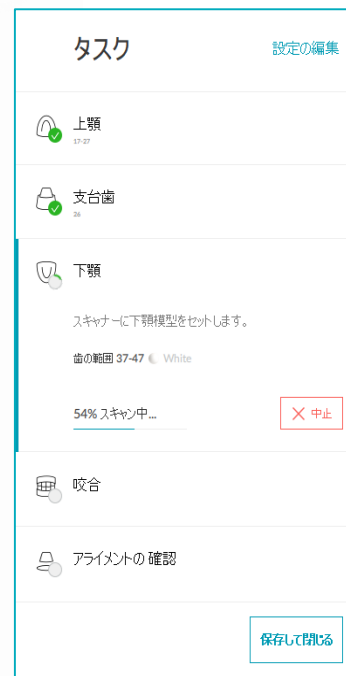 タスク
設定の編集
上顎
17-27
支台歯
26
下顎
スキャナーに下顎模型をセットします。
歯の範囲 37-47 White
54% スキャン中...
中止
咬合
アライメントの 確認
保存して閉じる